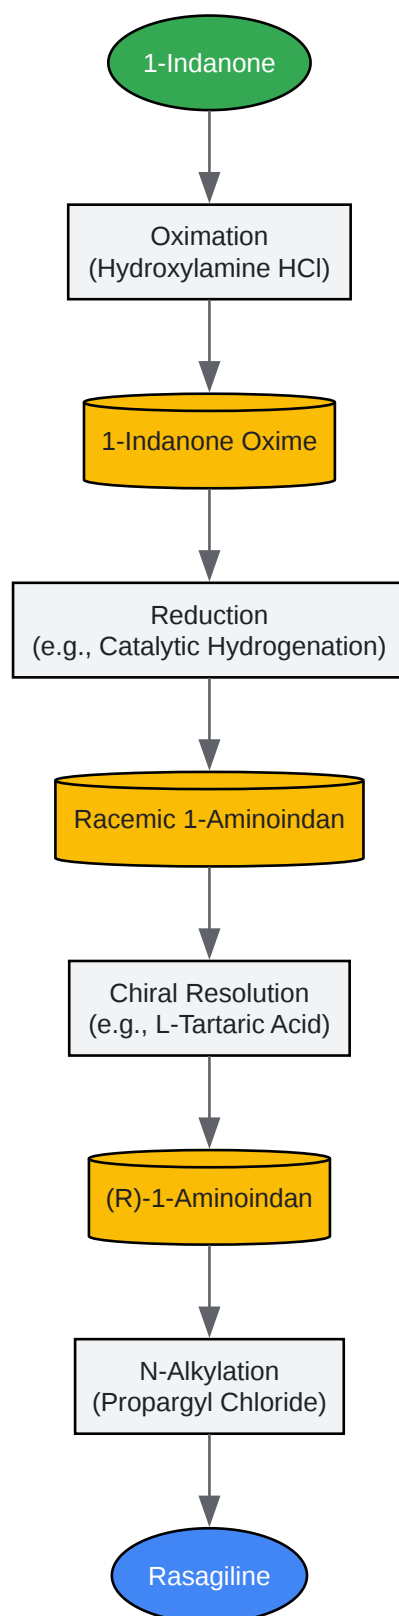 1-Indanone
Oximation
(Hydroxylamine HCl)
1-Indanone Oxime
Reduction
(e.g., Catalytic Hydrogenation)
Racemic 1-Aminoindan
Chiral Resolution
(e.g., L-Tartaric Acid)
(R)-1-Aminoindan
N-Alkylation
(Propargyl Chloride)
Rasagiline